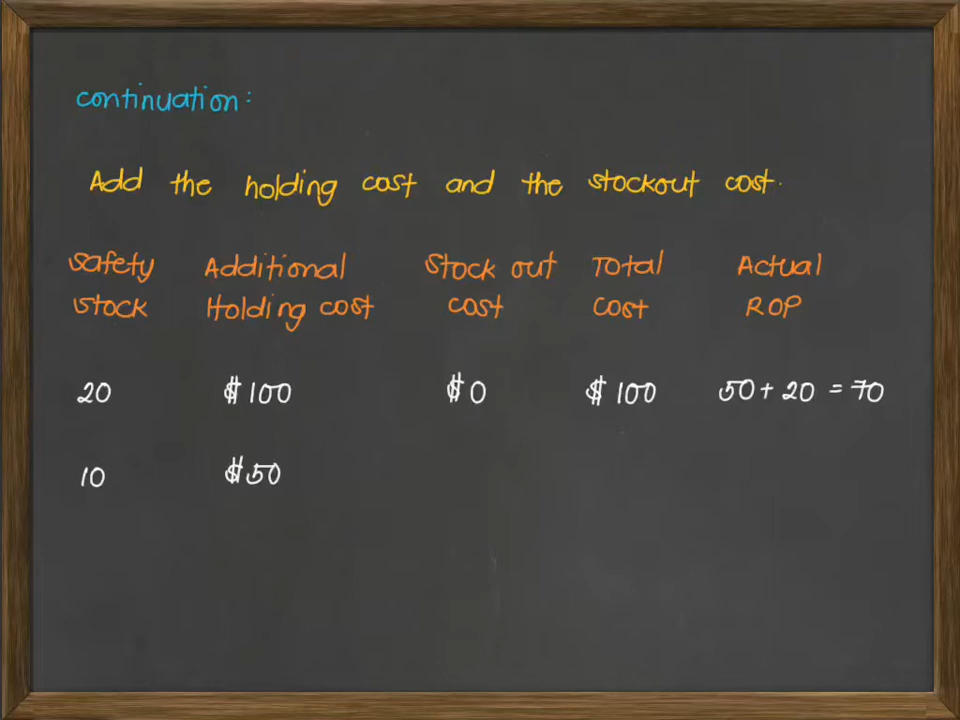 continuation:
Add the holding cost and the stockout cost.
Safety Additional Stock out Total Actual
stock Holding cost cost cost ROP
20 $100 $0 $100 50+20=70
10 $50